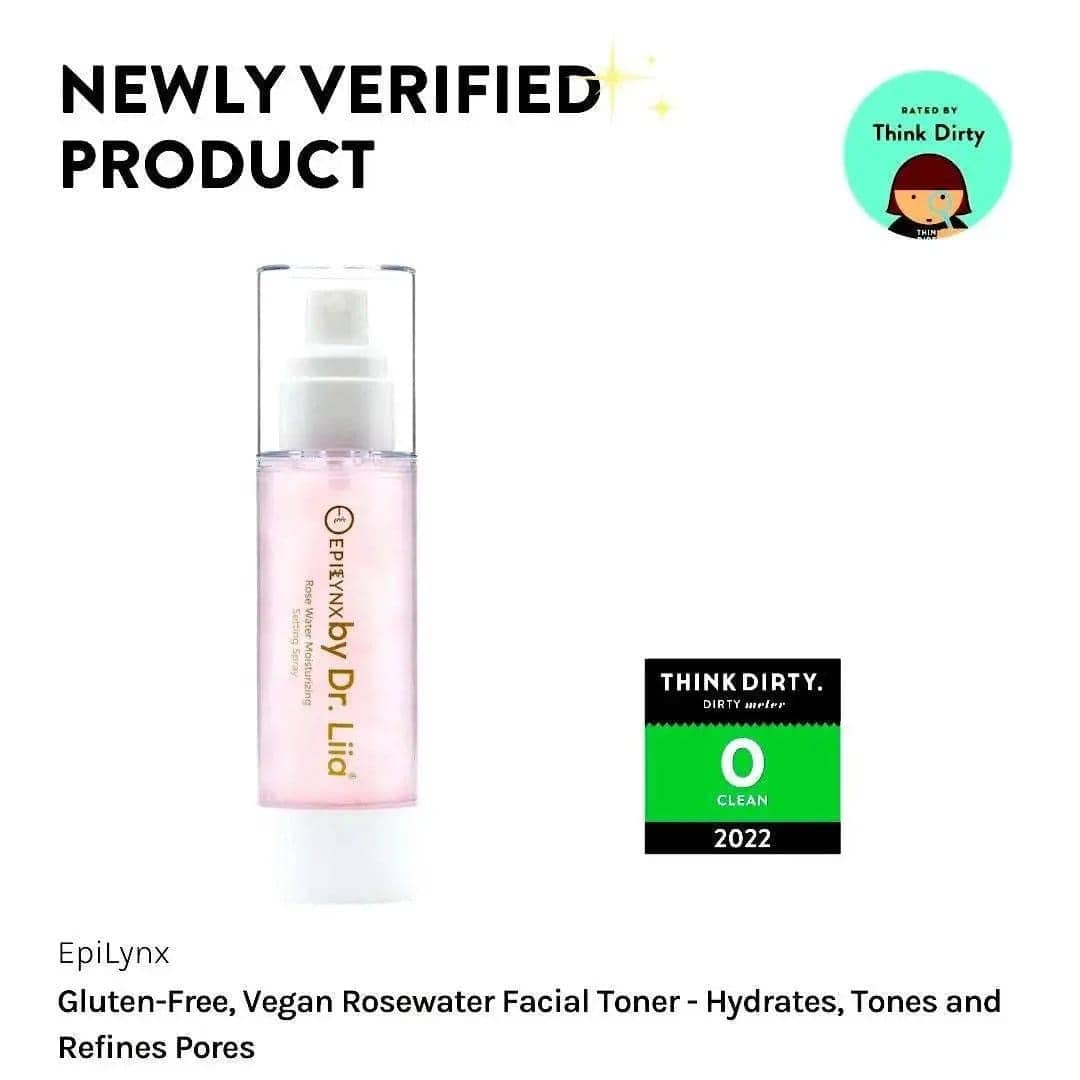 NEWLY VERIFIED
PRODUCT
RATED BY
Think Dirty
THINK
EPILYNX by Dr. Liia®
Rose Water Moisturizing
Setting Spray
THINK DIRTY.
DIRTY meter
0
CLEAN
2022
EpiLynx
Gluten-Free, Vegan Rosewater Facial Toner - Hydrates, Tones and
Refines Pores